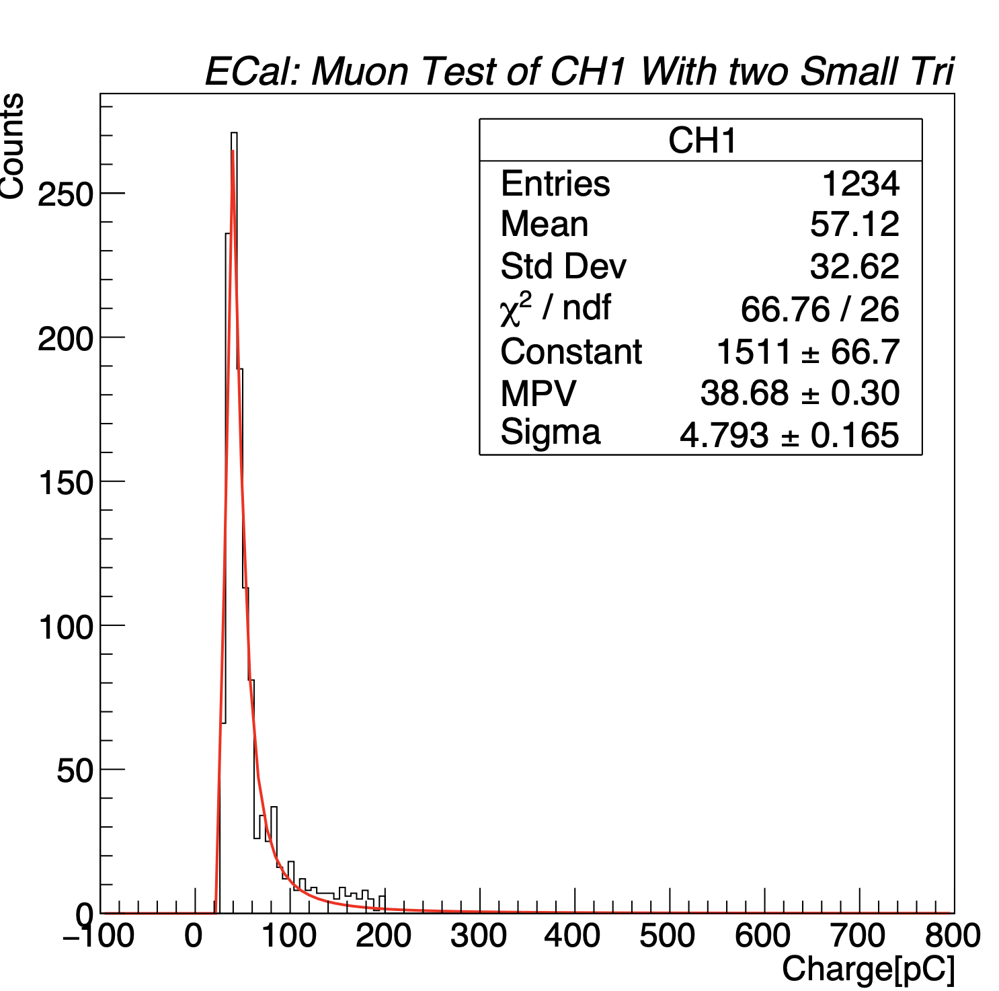 ECal: Muon Test of CH1 With two Small Tri
Counts
CH1
Entries 1234
Mean 57.12
Std Dev 32.62
χ² / ndf 66.76 / 26
Constant 1511 ± 66.7
MPV 38.68 ± 0.30
Sigma 4.793 ± 0.165
250
200
150
100
50
0
−100 0 100 200 300 400 500 600 700 800
Charge[pC]